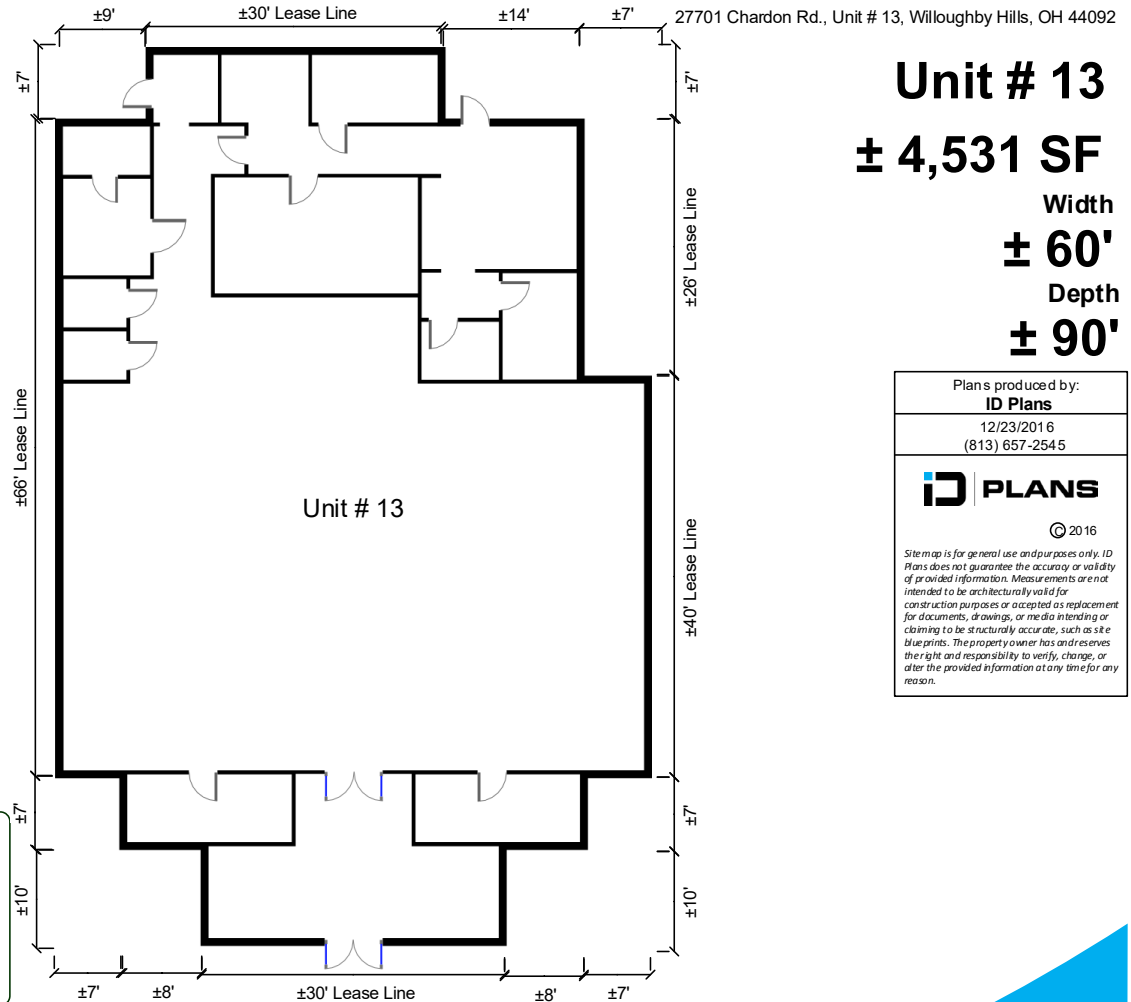 ±9'
±30' Lease Line
±14'
±7'
27701 Chardon Rd., Unit # 13, Willoughby Hills, OH 44092
±7'
±7'
Unit # 13
± 4,531 SF
Width
± 60'
Depth
± 90'
±26' Lease Line
±66' Lease Line
±40' Lease Line
Unit # 13
Plans produced by:
ID Plans
12/23/2016
(813) 657-2545
iD PLANS
© 2016
Sitemap is for general use and purposes only. ID
Plans does not guarantee the accuracy or validity
of provided information. Measurements are not
intended to be architecturally valid for
construction purposes or accepted as replacement
for documents, drawings, or media intending or
claiming to be structurally accurate, such as site
blueprints. The property owner has and reserves
the right and responsibility to verify, change, or
alter the provided information at any time for any
reason.
±7'
±7'
±10'
±10'
±7'
±8'
±30' Lease Line
±8'
±7'